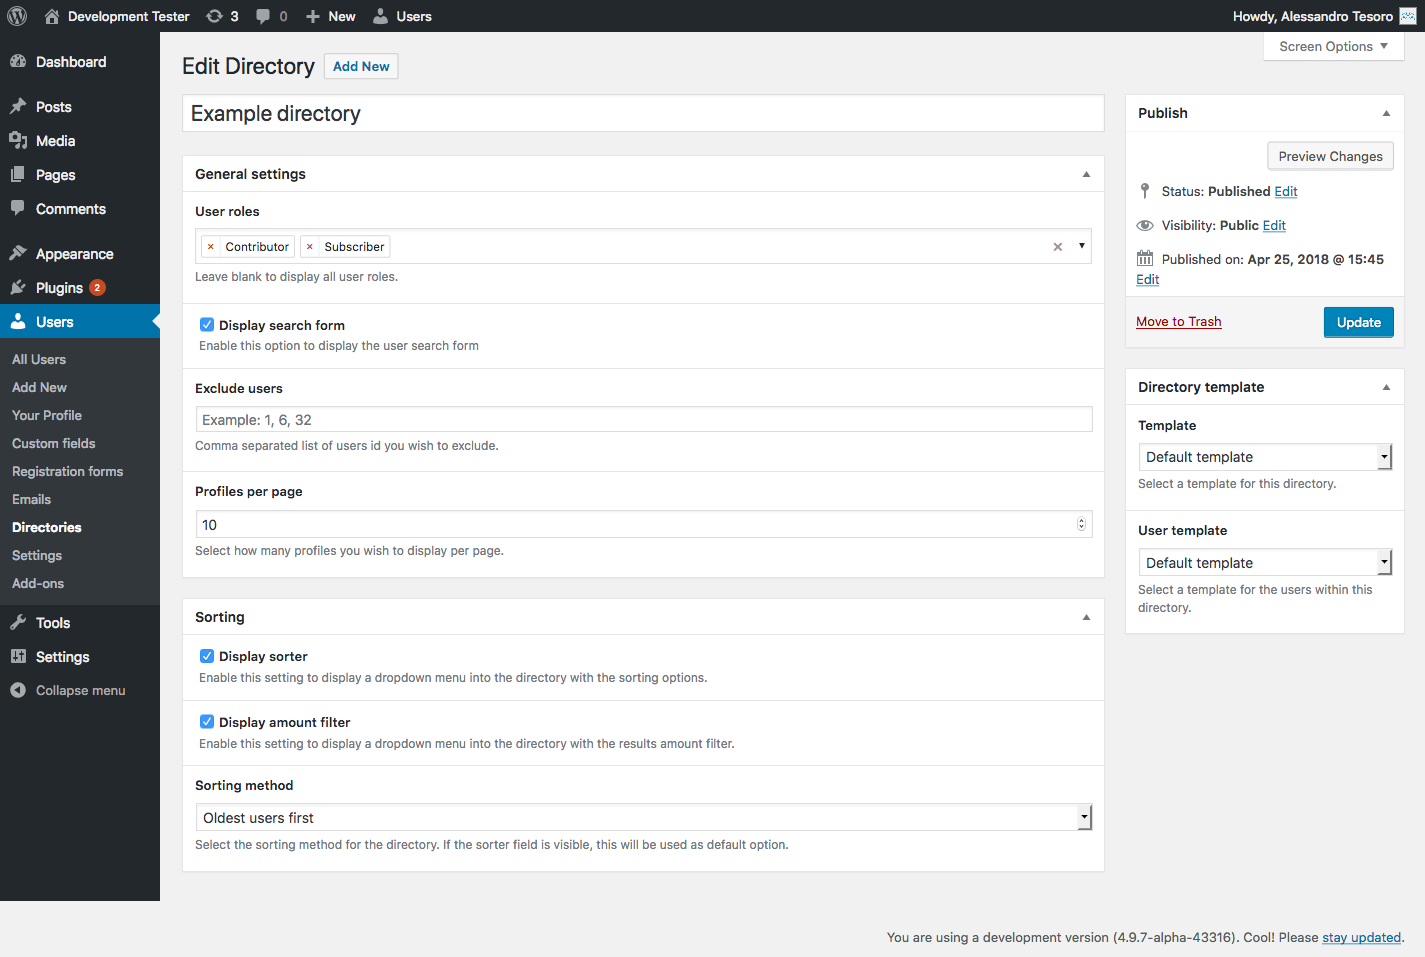 Development Tester 3 0 New Users Howdy, Alessandro Tesoro
Screen Options
Dashboard
Posts
Media
Pages
Comments
Appearance
Plugins 2
Users
All Users
Add New
Your Profile
Custom fields
Registration forms
Emails
Directories
Settings
Add-ons
Tools
Settings
Collapse menu
Edit Directory Add New
Example directory
General settings
User roles
× Contributor × Subscriber ×
Leave blank to display all user roles.
Display search form
Enable this option to display the user search form
Exclude users
Example: 1, 6, 32
Comma separated list of users id you wish to exclude.
Profiles per page
10
Select how many profiles you wish to display per page.
Sorting
Display sorter
Enable this setting to display a dropdown menu into the directory with the sorting options.
Display amount filter
Enable this setting to display a dropdown menu into the directory with the results amount filter.
Sorting method
Oldest users first
Select the sorting method for the directory. If the sorter field is visible, this will be used as default option.
Publish
Preview Changes
Status: Published Edit
Visibility: Public Edit
Published on: Apr 25, 2018 @ 15:45
Edit
Move to Trash Update
Directory template
Template
Default template
Select a template for this directory.
User template
Default template
Select a template for the users within this
directory.
You are using a development version (4.9.7-alpha-43316). Cool! Please stay updated.